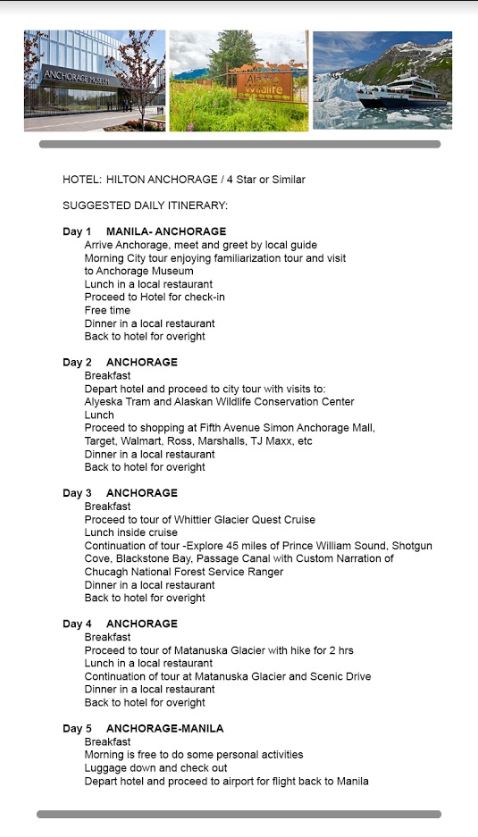 ANCHORAGE MUSEUM
Alaska
Wildlife
HOTEL: HILTON ANCHORAGE / 4 Star or Similar
SUGGESTED DAILY ITINERARY:
Day 1 MANILA- ANCHORAGE
Arrive Anchorage, meet and greet by local guide
Morning City tour enjoying familiarization tour and visit
to Anchorage Museum
Lunch in a local restaurant
Proceed to Hotel for check-in
Free time
Dinner in a local restaurant
Back to hotel for overight
Day 2 ANCHORAGE
Breakfast
Depart hotel and proceed to city tour with visits to:
Alyeska Tram and Alaskan Wildlife Conservation Center
Lunch
Proceed to shopping at Fifth Avenue Simon Anchorage Mall,
Target, Walmart, Ross, Marshalls, TJ Maxx, etc
Dinner in a local restaurant
Back to hotel for overight
Day 3 ANCHORAGE
Breakfast
Proceed to tour of Whittier Glacier Quest Cruise
Lunch inside cruise
Continuation of tour -Explore 45 miles of Prince William Sound, Shotgun
Cove, Blackstone Bay, Passage Canal with Custom Narration of
Chucagh National Forest Service Ranger
Dinner in a local restaurant
Back to hotel for overight
Day 4 ANCHORAGE
Breakfast
Proceed to tour of Matanuska Glacier with hike for 2 hrs
Lunch in a local restaurant
Continuation of tour at Matanuska Glacier and Scenic Drive
Dinner in a local restaurant
Back to hotel for overight
Day 5 ANCHORAGE-MANILA
Breakfast
Morning is free to do some personal activities
Luggage down and check out
Depart hotel and proceed to airport for flight back to Manila